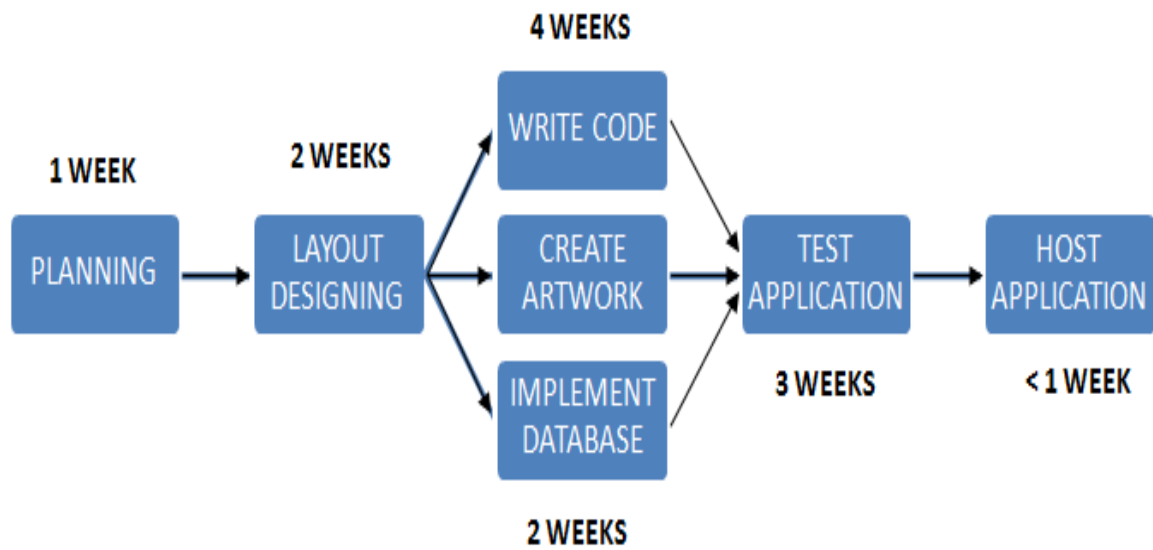 4 WEEKS
WRITE CODE
1 WEEK
2 WEEKS
PLANNING
LAYOUT
DESIGNING
CREATE
ARTWORK
TEST
APPLICATION
HOST
APPLICATION
3 WEEKS
< 1 WEEK
IMPLEMENT
DATABASE
2 WEEKS